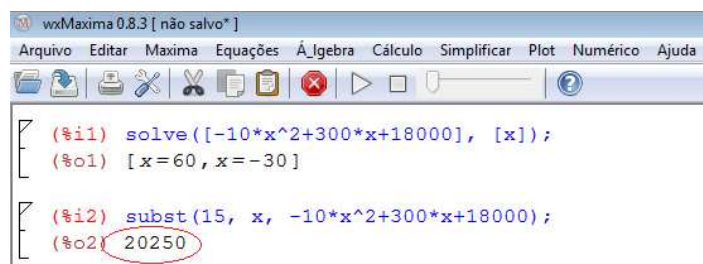 wxMaxima 0.8.3 [ não salvo* ]
Arquivo Editar Maxima Equações Á_lgebra Cálculo Simplificar Plot Numérico Ajuda
(%i1) solve([-10*x^2+300*x+18000], [x]);
(%o1) [x=60,x=-30]
(%i2) subst(15, x, -10*x^2+300*x+18000);
(%o2) 20250